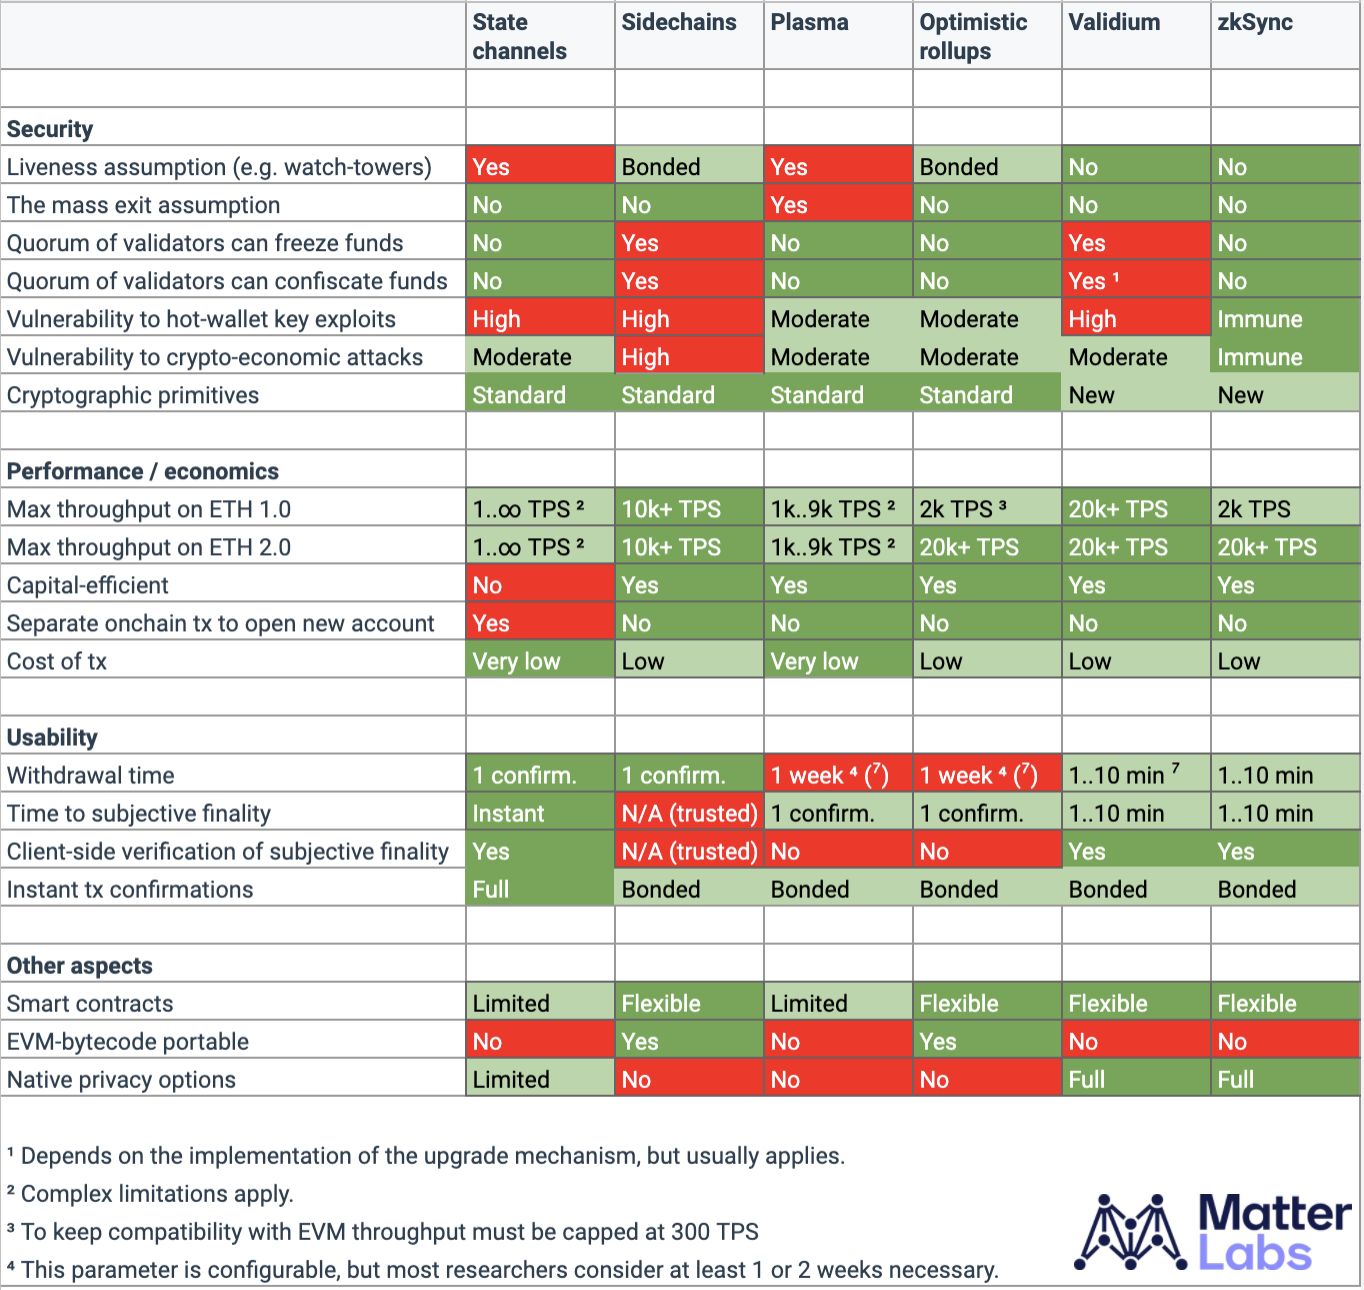 State channels Sidechains Plasma Optimistic rollups Validium zkSync
Security
Liveness assumption (e.g. watch-towers) Yes Bonded Yes Bonded No No
The mass exit assumption No No Yes No No No
Quorum of validators can freeze funds No Yes No No Yes No
Quorum of validators can confiscate funds No Yes No No Yes ¹ No
Vulnerability to hot-wallet key exploits High High Moderate Moderate High Immune
Vulnerability to crypto-economic attacks Moderate High Moderate Moderate Moderate Immune
Cryptographic primitives Standard Standard Standard Standard New New
Performance / economics
Max throughput on ETH 1.0 1..∞ TPS ² 10k+ TPS 1k..9k TPS ² 2k TPS ³ 20k+ TPS 2k TPS
Max throughput on ETH 2.0 1..∞ TPS ² 10k+ TPS 1k..9k TPS ² 20k+ TPS 20k+ TPS 20k+ TPS
Capital-efficient No Yes Yes Yes Yes Yes
Separate onchain tx to open new account Yes No No No No No
Cost of tx Very low Low Very low Low Low Low
Usability
Withdrawal time 1 confirm. 1 confirm. 1 week ⁴ (⁷) 1 week ⁴ (⁷) 1..10 min ⁷ 1..10 min
Time to subjective finality Instant N/A (trusted) 1 confirm. 1 confirm. 1..10 min 1..10 min
Client-side verification of subjective finality Yes N/A (trusted) No No Yes Yes
Instant tx confirmations Full Bonded Bonded Bonded Bonded Bonded
Other aspects
Smart contracts Limited Flexible Limited Flexible Flexible Flexible
EVM-bytecode portable No Yes No Yes No No
Native privacy options Limited No No No Full Full
¹ Depends on the implementation of the upgrade mechanism, but usually applies.
² Complex limitations apply.
³ To keep compatibility with EVM throughput must be capped at 300 TPS
⁴ This parameter is configurable, but most researchers consider at least 1 or 2 weeks necessary.
Matter
Labs